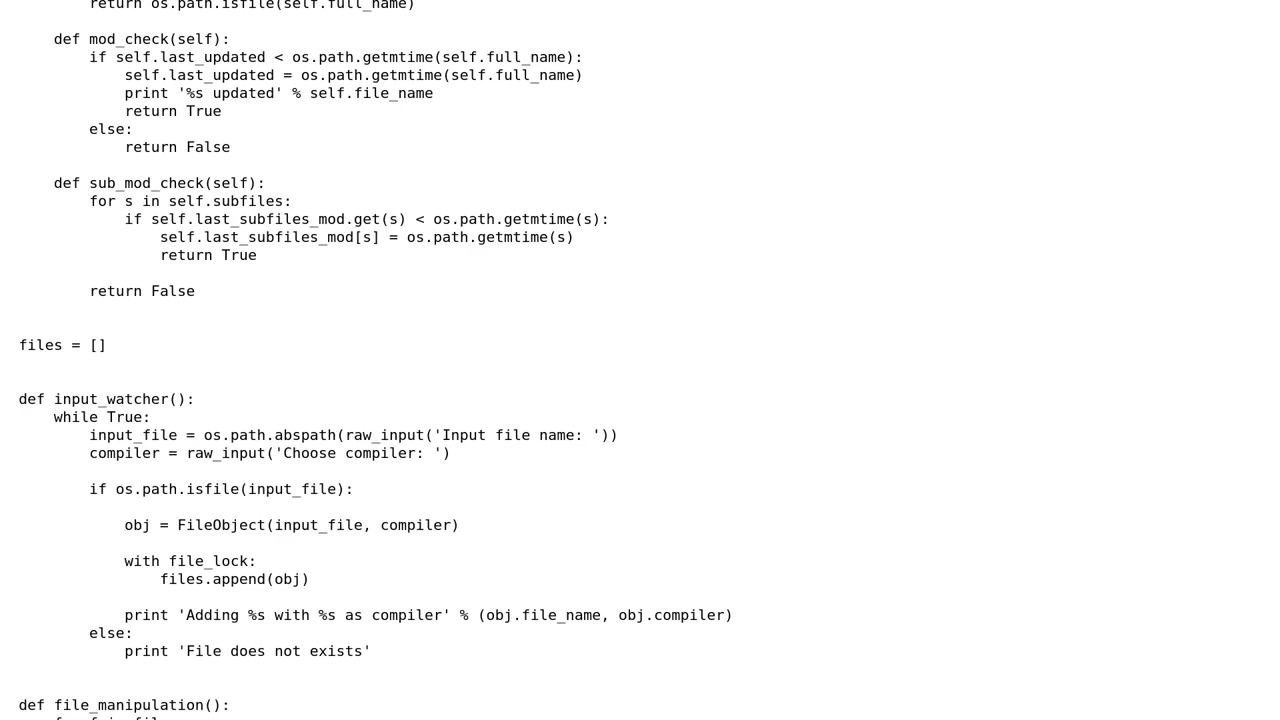 return os.path.isfile(self.full_name)
def mod_check(self):
if self.last_updated < os.path.getmtime(self.full_name):
self.last_updated = os.path.getmtime(self.full_name)
print '%s updated' % self.file_name
return True
else:
return False
def sub_mod_check(self):
for s in self.subfiles:
if self.last_subfiles_mod.get(s) < os.path.getmtime(s):
self.last_subfiles_mod[s] = os.path.getmtime(s)
return True
return False
files = []
def input_watcher():
while True:
input_file = os.path.abspath(raw_input('Input file name: '))
compiler = raw_input('Choose compiler: ')
if os.path.isfile(input_file):
obj = FileObject(input_file, compiler)
with file_lock:
files.append(obj)
print 'Adding %s with %s as compiler' % (obj.file_name, obj.compiler)
else:
print 'File does not exists'
def file_manipulation():